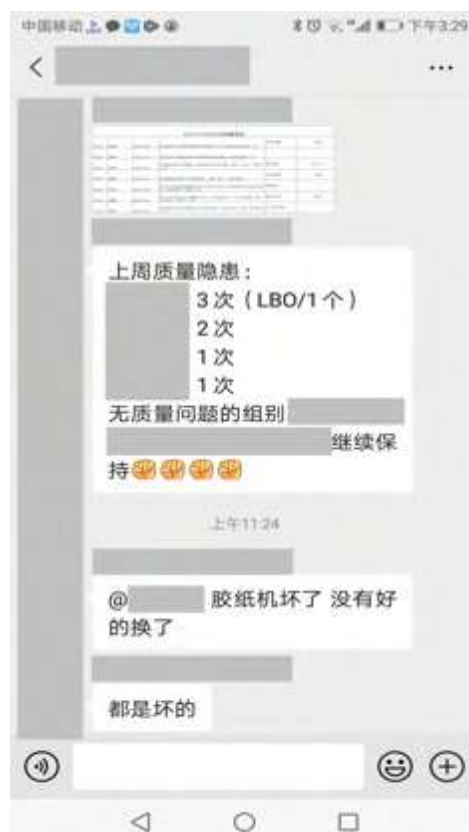 中国移动
下午3:29
上周质量隐患：
3次（LBO/1个）
2次
1次
1次
无质量问题的组别
继续保
持
上午11:24
@ 胶纸机坏了 没有好
的换了
都是坏的